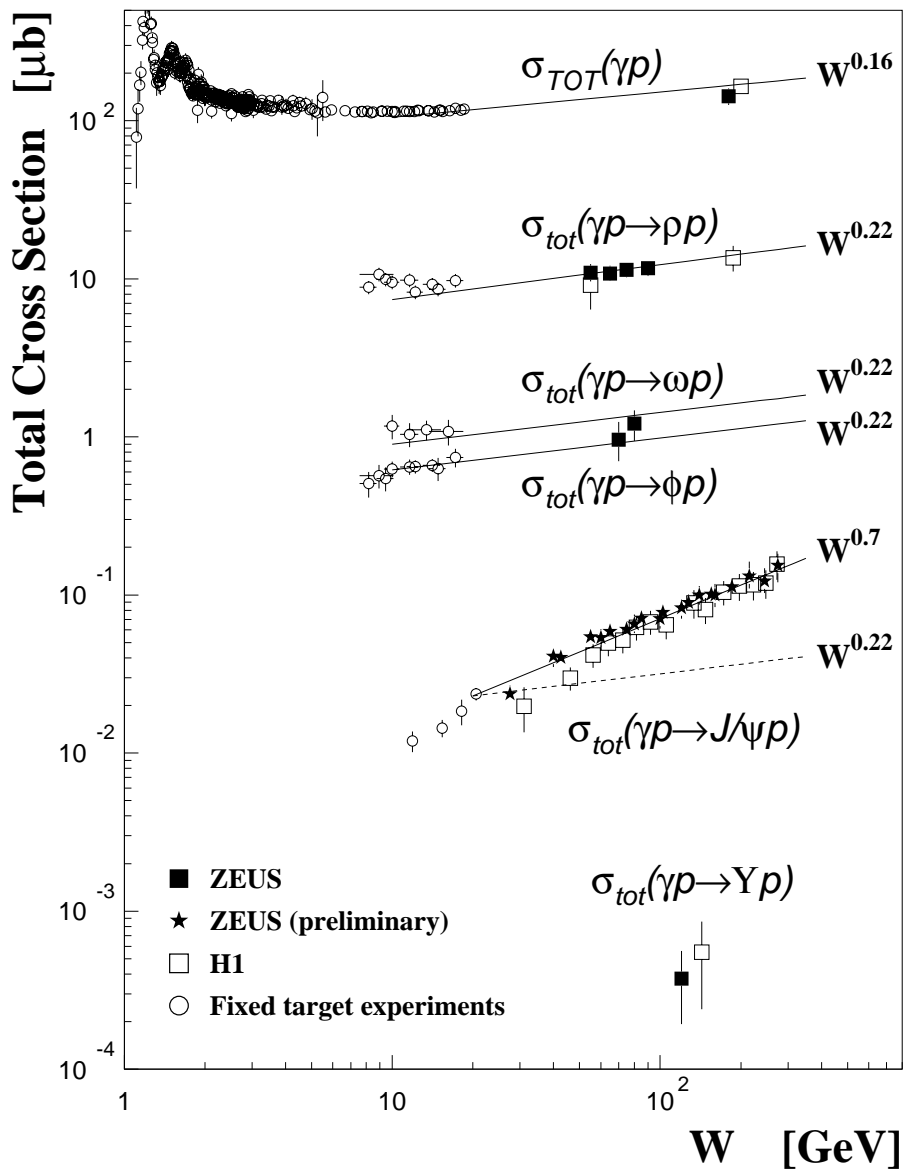 Total Cross Section [μb]
σ_TOT(γp)
W^0.16
10^2
σ_tot(γp→ρp)
W^0.22
10
σ_tot(γp→ωp)
W^0.22
1
W^0.22
σ_tot(γp→ϕp)
W^0.7
10^-1
W^0.22
σ_tot(γp→J/ψp)
10^-2
ZEUS
σ_tot(γp→Υp)
10^-3
ZEUS (preliminary)
H1
Fixed target experiments
10^-4
1 10 10^2
W [GeV]